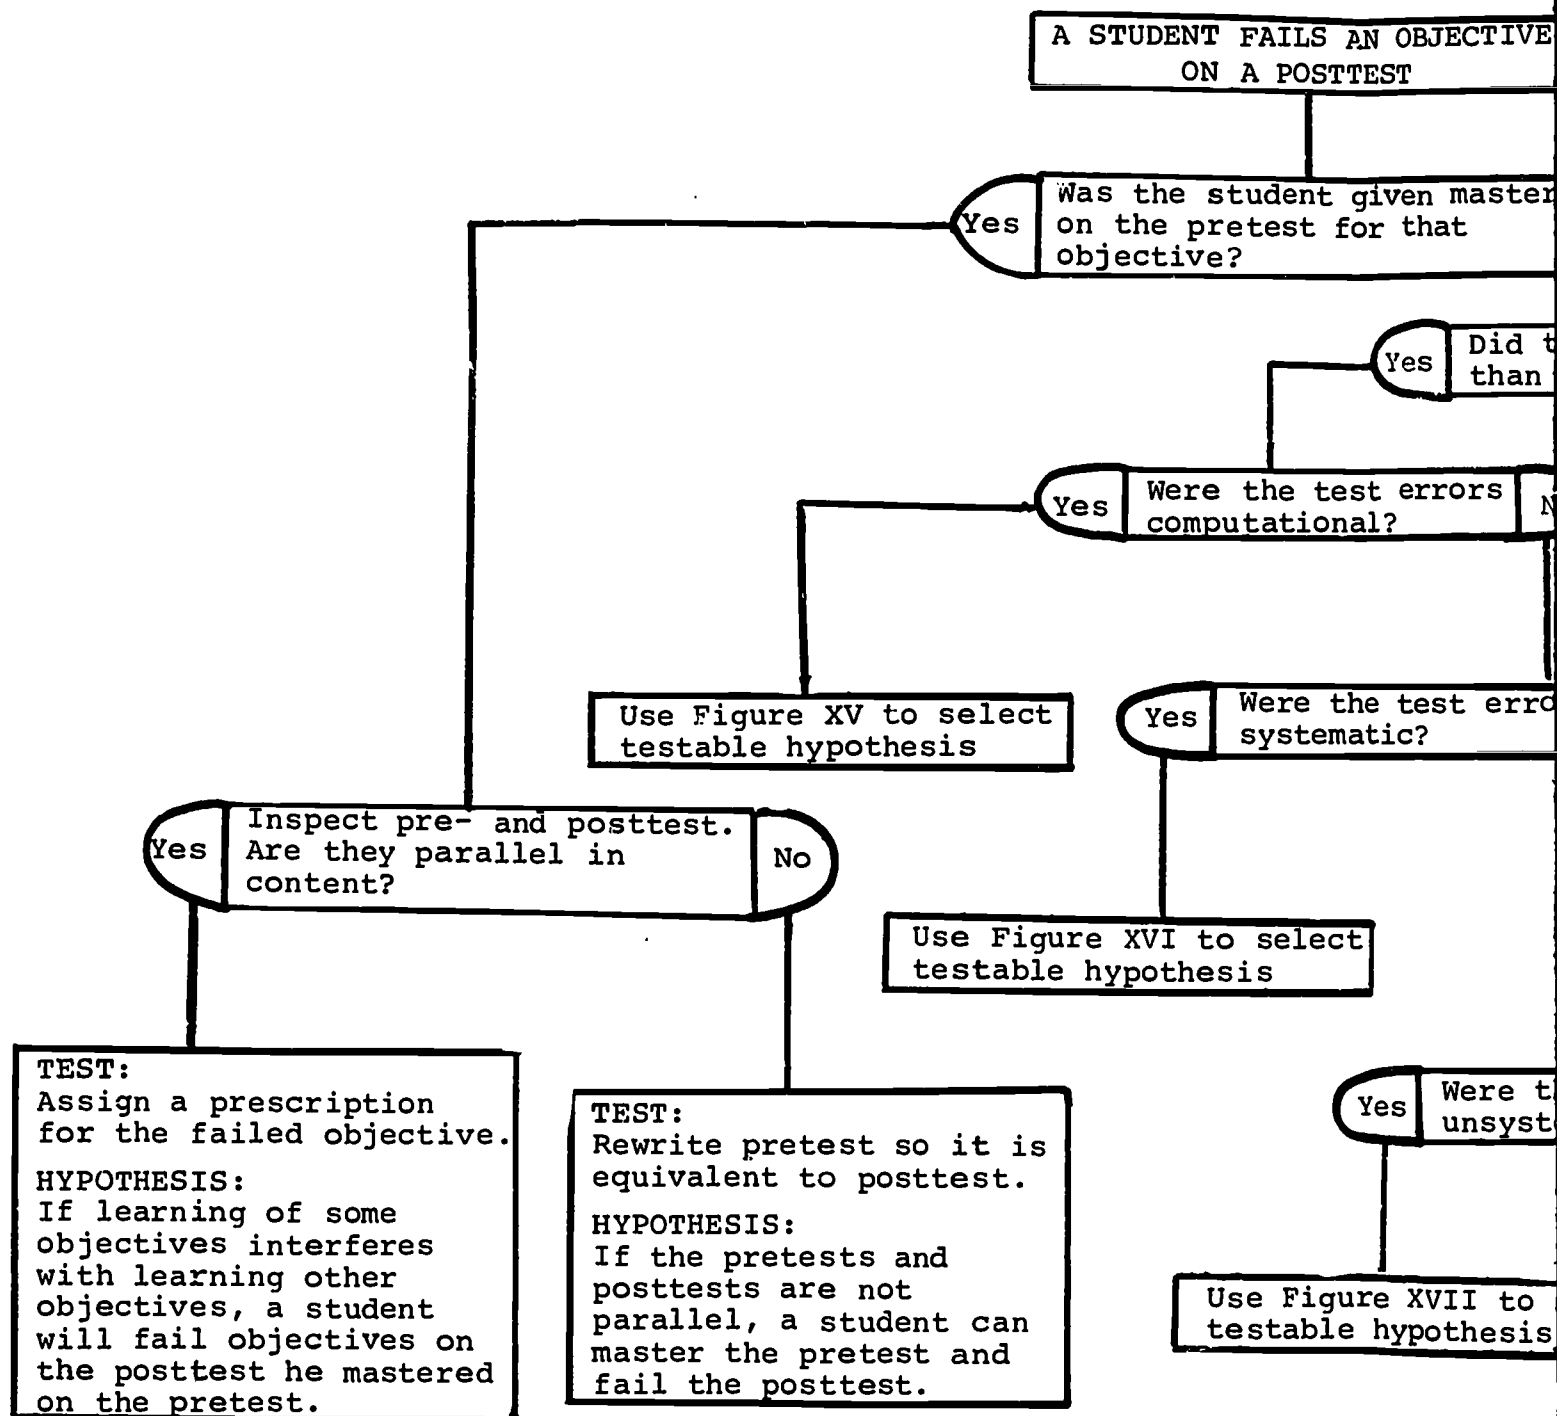 A STUDENT FAILS AN OBJECTIVE
ON A POSTTEST
Yes
Was the student given master
on the pretest for that
objective?
Yes
Did t
than
Yes
Were the test errors
computational?
N
Use Figure XV to select
testable hypothesis
Yes
Were the test erro
systematic?
Yes
Inspect pre- and posttest.
Are they parallel in
content?
No
Use Figure XVI to select
testable hypothesis
TEST:
Assign a prescription
for the failed objective.
HYPOTHESIS:
If learning of some
objectives interferes
with learning other
objectives, a student
will fail objectives on
the posttest he mastered
on the pretest.
TEST:
Rewrite pretest so it is
equivalent to posttest.
HYPOTHESIS:
If the pretests and
posttests are not
parallel, a student can
master the pretest and
fail the posttest.
Yes
Were t
unsyst
Use Figure XVII to
testable hypothesis